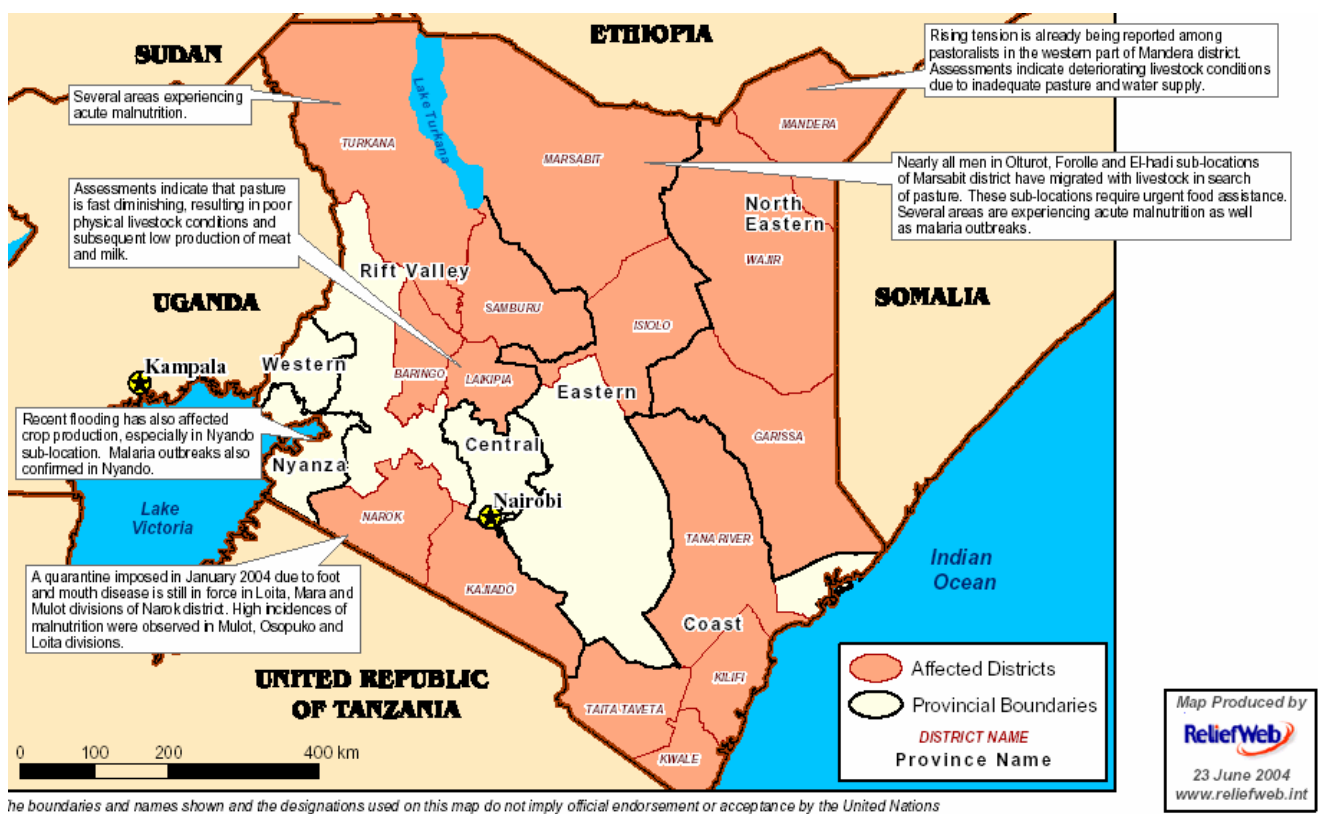 SUDAN
ETHIOPIA
Rising tension is already being reported among
pastoralists in the western part of Mandera district.
Assessments indicate deteriorating livestock conditions
due to inadequate pasture and water supply.
Several areas experiencing
acute malnutrition.
Lake Turkana
MANDERA
TURKANA
MARSABIT
Nearly all men in Olturot, Forolle and El-hadi sub-locations
of Marsabit district have migrated with livestock in search
of pasture. These sub-locations require urgent food assistance.
Several areas are experiencing acute malnutrition as well
as malaria outbreaks.
Assessments indicate that pasture
is fast diminishing, resulting in poor
physical livestock conditions and
subsequent low production of meat
and milk.
North
Eastern
WAJIR
Rift Valley
UGANDA
SOMALIA
SAMBURU
ISIOLO
Kampala
Western
BARINGO
LAIKIPIA
Eastern
Recent flooding has also affected
crop production, especially in Nyando
sub-location. Malaria outbreaks also
confirmed in Nyando.
GARISSA
Central
Nyanza
Nairobi
Lake
Victoria
NAROK
TANA RIVER
Indian
Ocean
A quarantine imposed in January 2004 due to foot
and mouth disease is still in force in Loita, Mara and
Mulot divisions of Narok district. High incidences of
malnutrition were observed in Mulot, Osopuko and
Loita divisions.
KAJIADO
Coast
UNITED REPUBLIC
OF TANZANIA
KILIFI
TAITA-TAVETA
KWALE
Affected Districts
Provincial Boundaries
DISTRICT NAME
Province Name
0 100 200 400 km
Map Produced by
ReliefWeb
23 June 2004
www.reliefweb.int
he boundaries and names shown and the designations used on this map do not imply official endorsement or acceptance by the United Nations